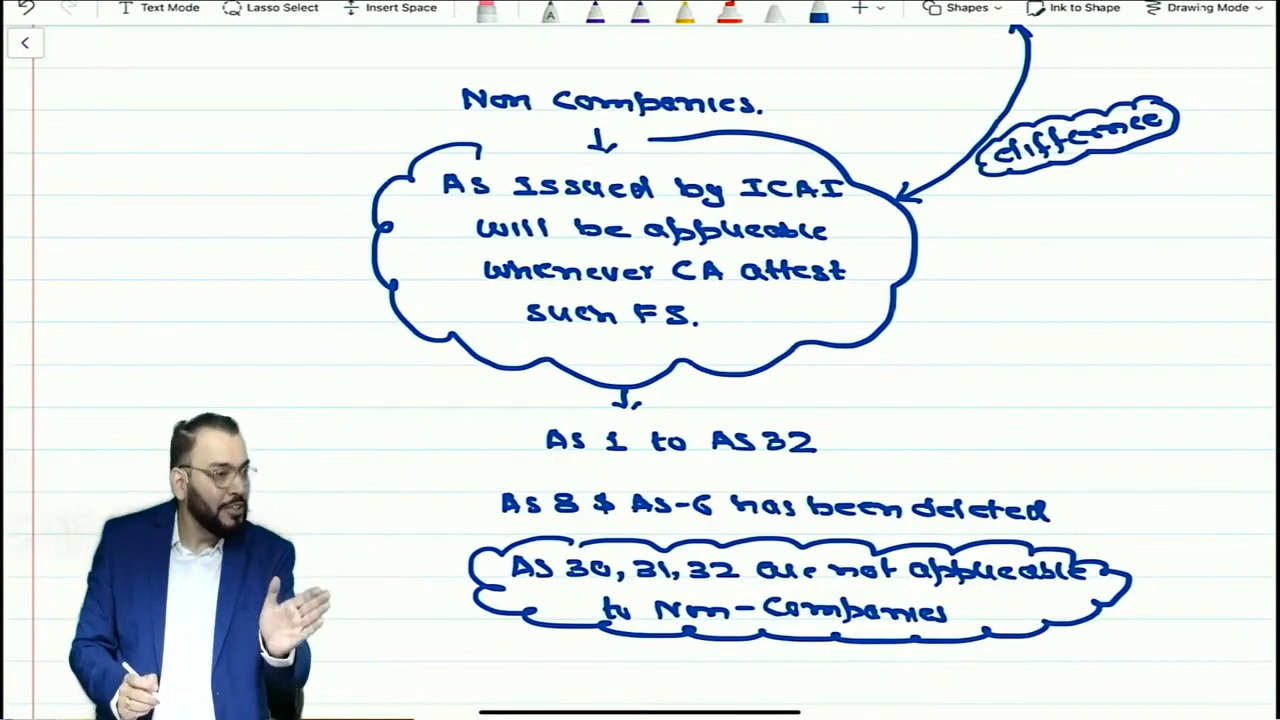 Text Mode Lasso Select Insert Space Shapes Ink to Shape Drawing Mode
Non Companies.
difference
As Issued by ICAI
will be applicable
whenever CA attest
such FS.
As 1 to AS 32
As 8 $ As-6 has been deleted
As 30, 31, 32 are not applicable
to Non-Companies